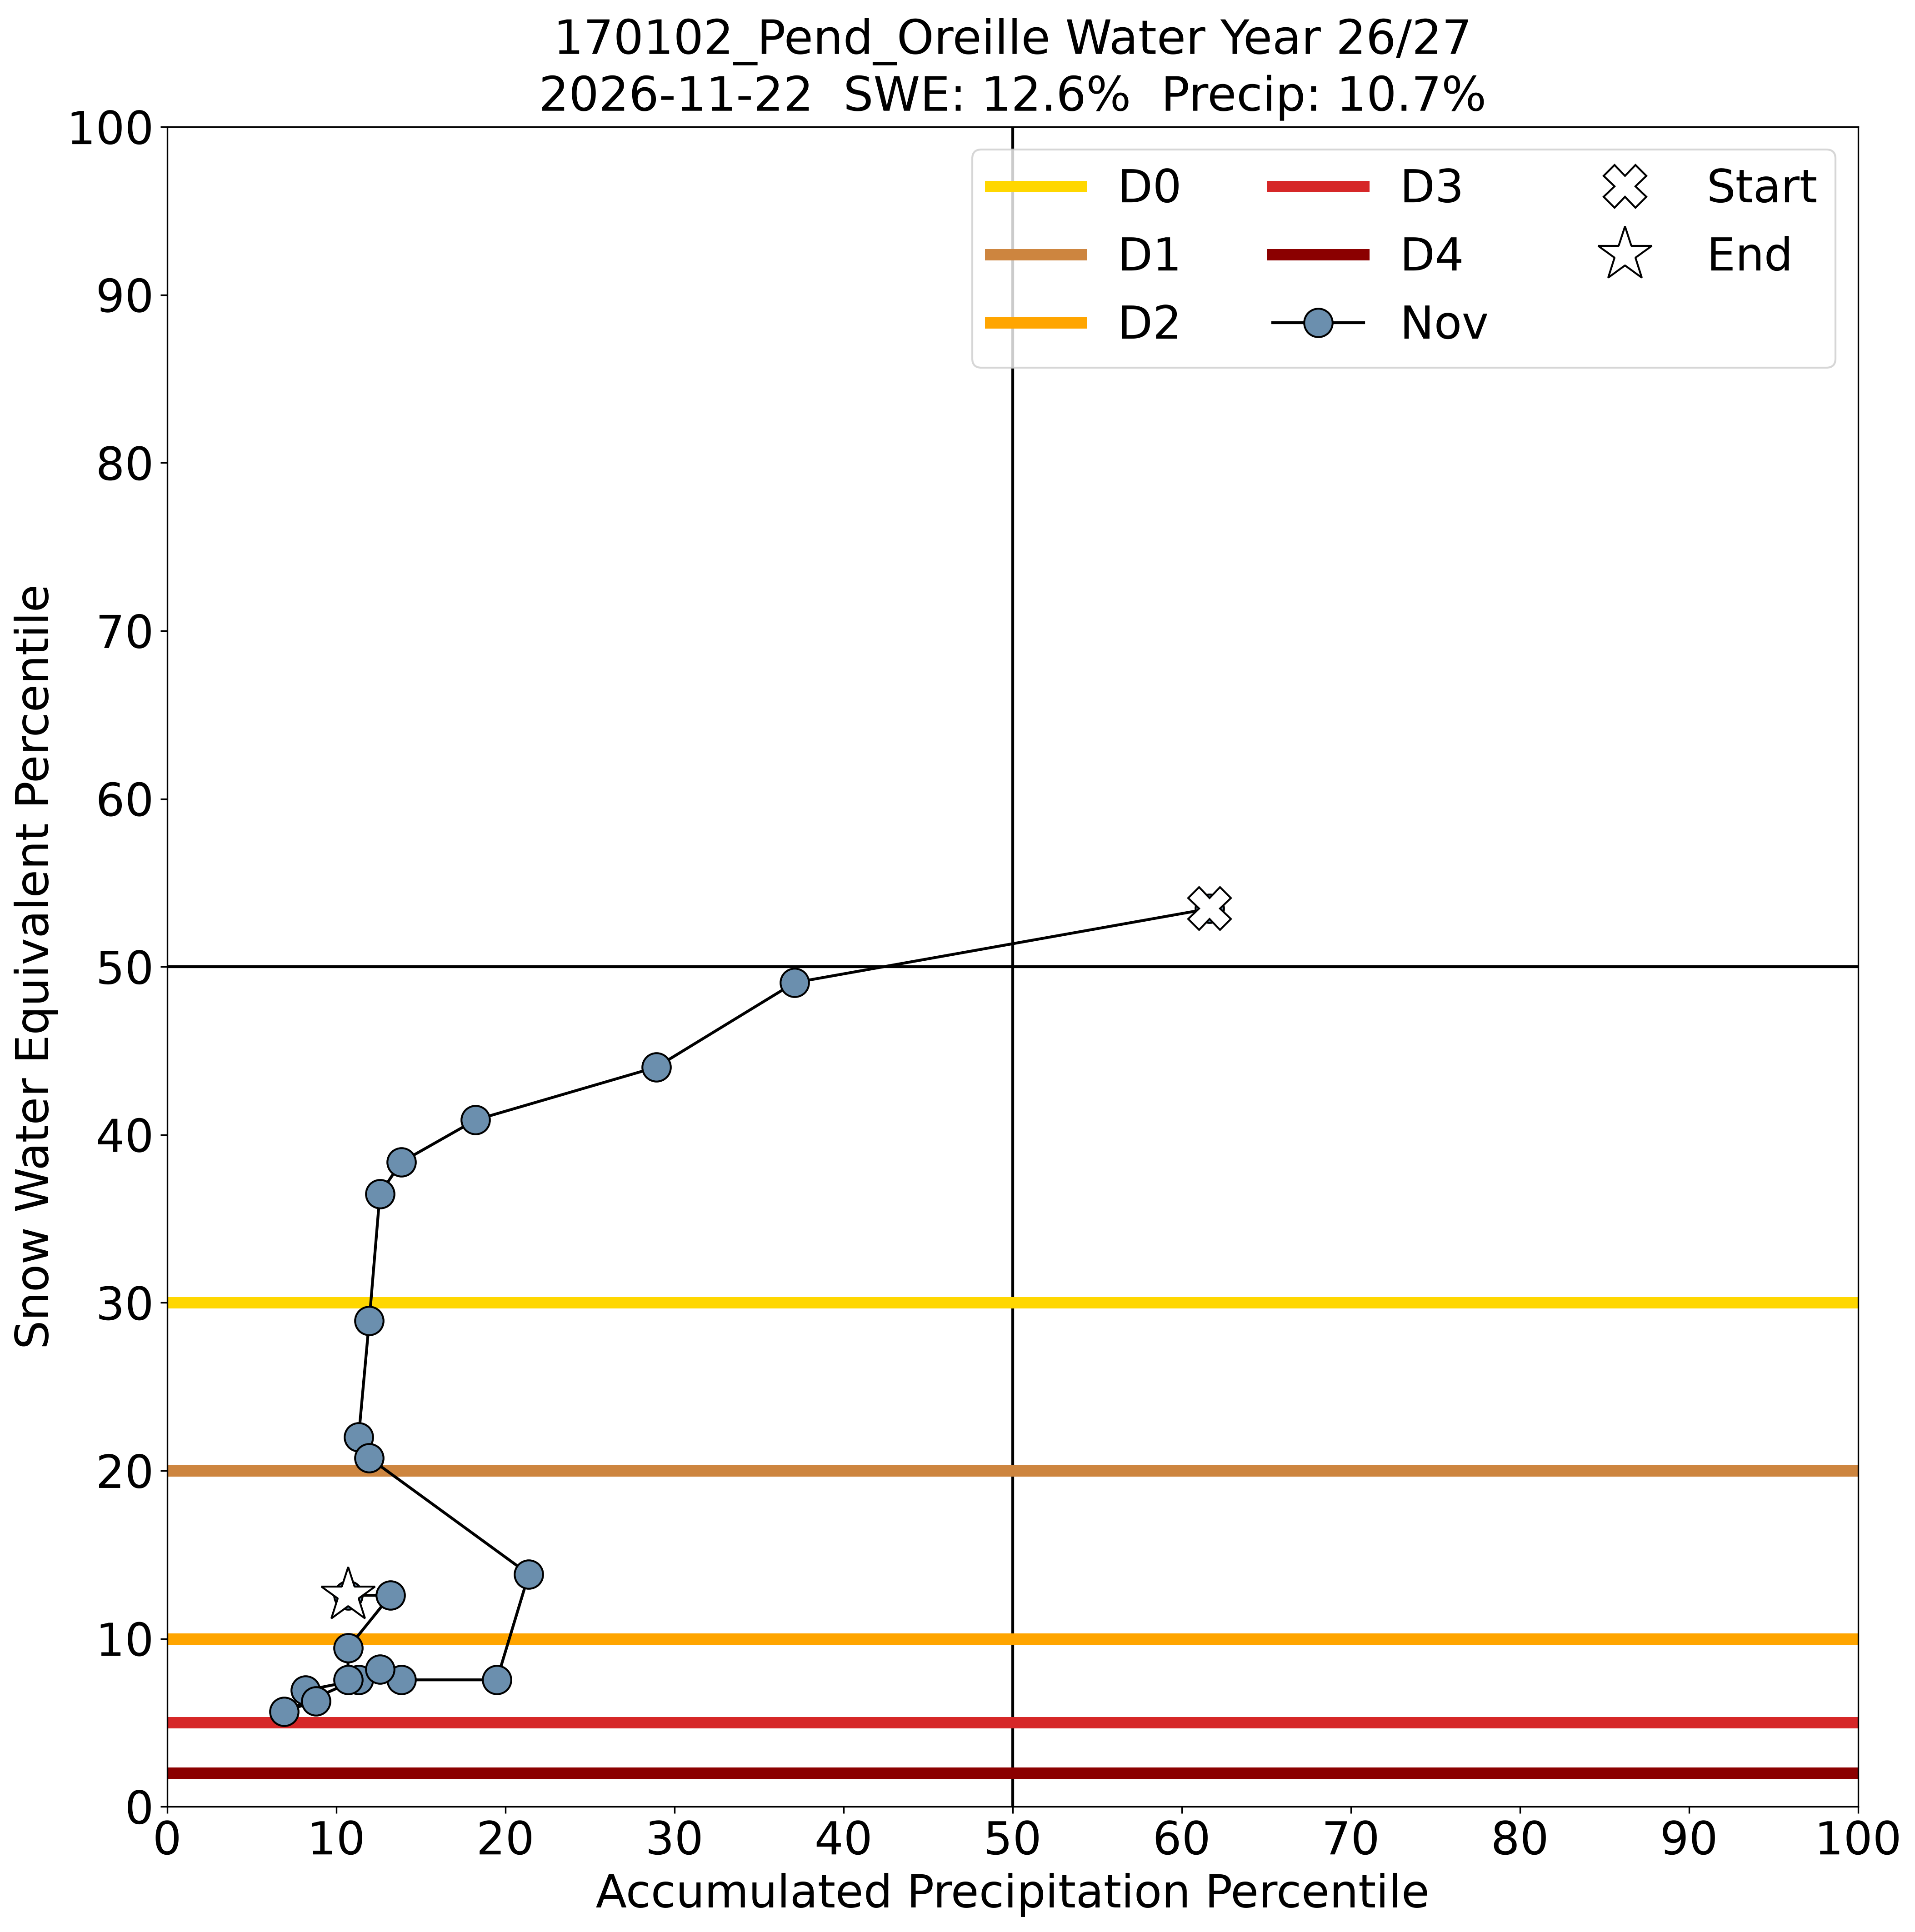 170102_Pend_Oreille Water Year 26/27
2026-11-22  SWE: 12.6%  Precip: 10.7%
D0
D1
D2
D3
D4
Nov
Start
End
Snow Water Equivalent Percentile
100
90
80
70
60
50
40
30
20
10
0
0 10 20 30 40 50 60 70 80 90 100
Accumulated Precipitation Percentile